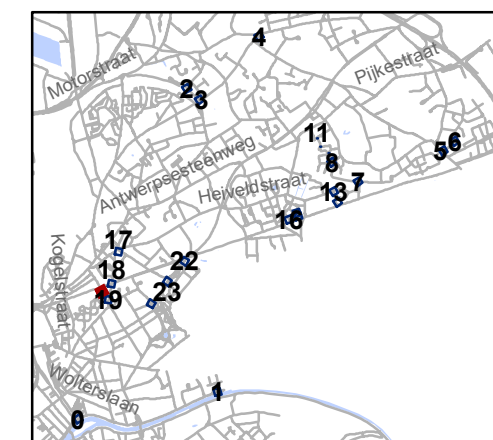 4
Motorstraat
Pijkestraat
2
3
11
6
5
8
Antwerpsesteenweg
Heiveldstraat
7
13
16
17
Kogelstraat
22
18
23
19
Wolterslaan
1
0